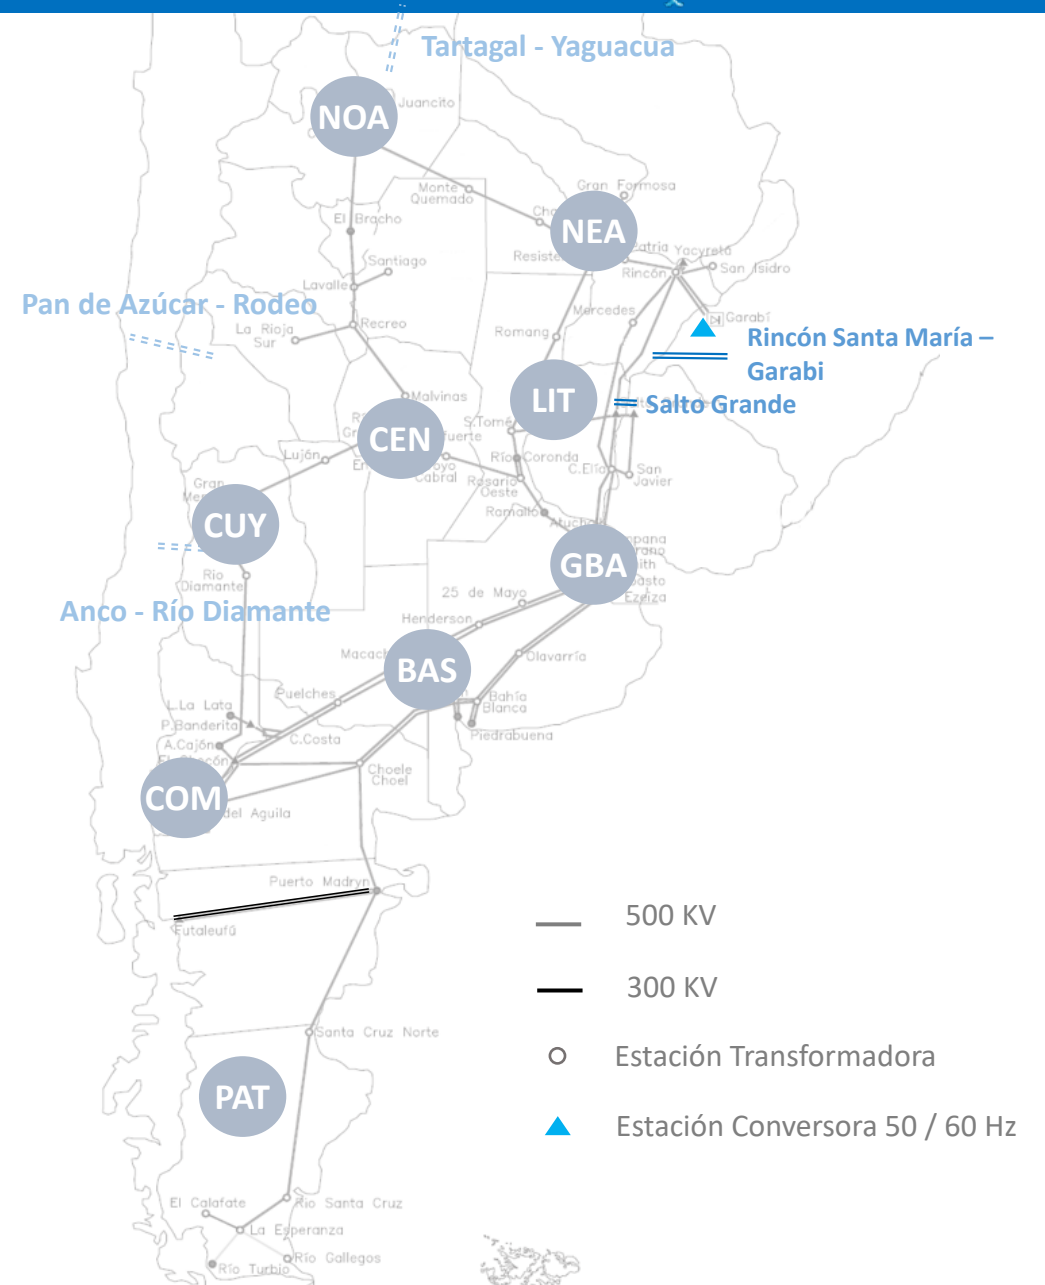 Tartagal - Yaguacua
Juancito
NOA
Monte
Quemado
Gran Formosa
NEA
El Bracho
Yacyretá
Santiago
San Isidro
Rincón
Lavalle
Pan de Azúcar - Rodeo
Mercedes
Garabí
La Rioja
Sur
Recreo
Romang
Rincón Santa María –
Garabi
Malvinas
LIT
Salto Grande
CEN
S.Tomé
Luján
Río Coronda
Cabral
Rosario
Oeste
C.Elía
San
Javier
Gran
Ramallo
CUY
GBA
Río
Diamante
25 de Mayo
Ezeiza
Anco - Río Diamante
Henderson
BAS
Olavarría
Puelches
Bahía
Blanca
L.La Lata
P.Banderita
Piedrabuena
A.Cajón
C.Costa
Choele
Choel
COM
del Aguila
Puerto Madryn
Futaleufú
500 KV
300 KV
Santa Cruz Norte
Estación Transformadora
PAT
Estación Conversora 50 / 60 Hz
El Calafate
Rio Santa Cruz
La Esperanza
Río Gallegos
Río Turbio